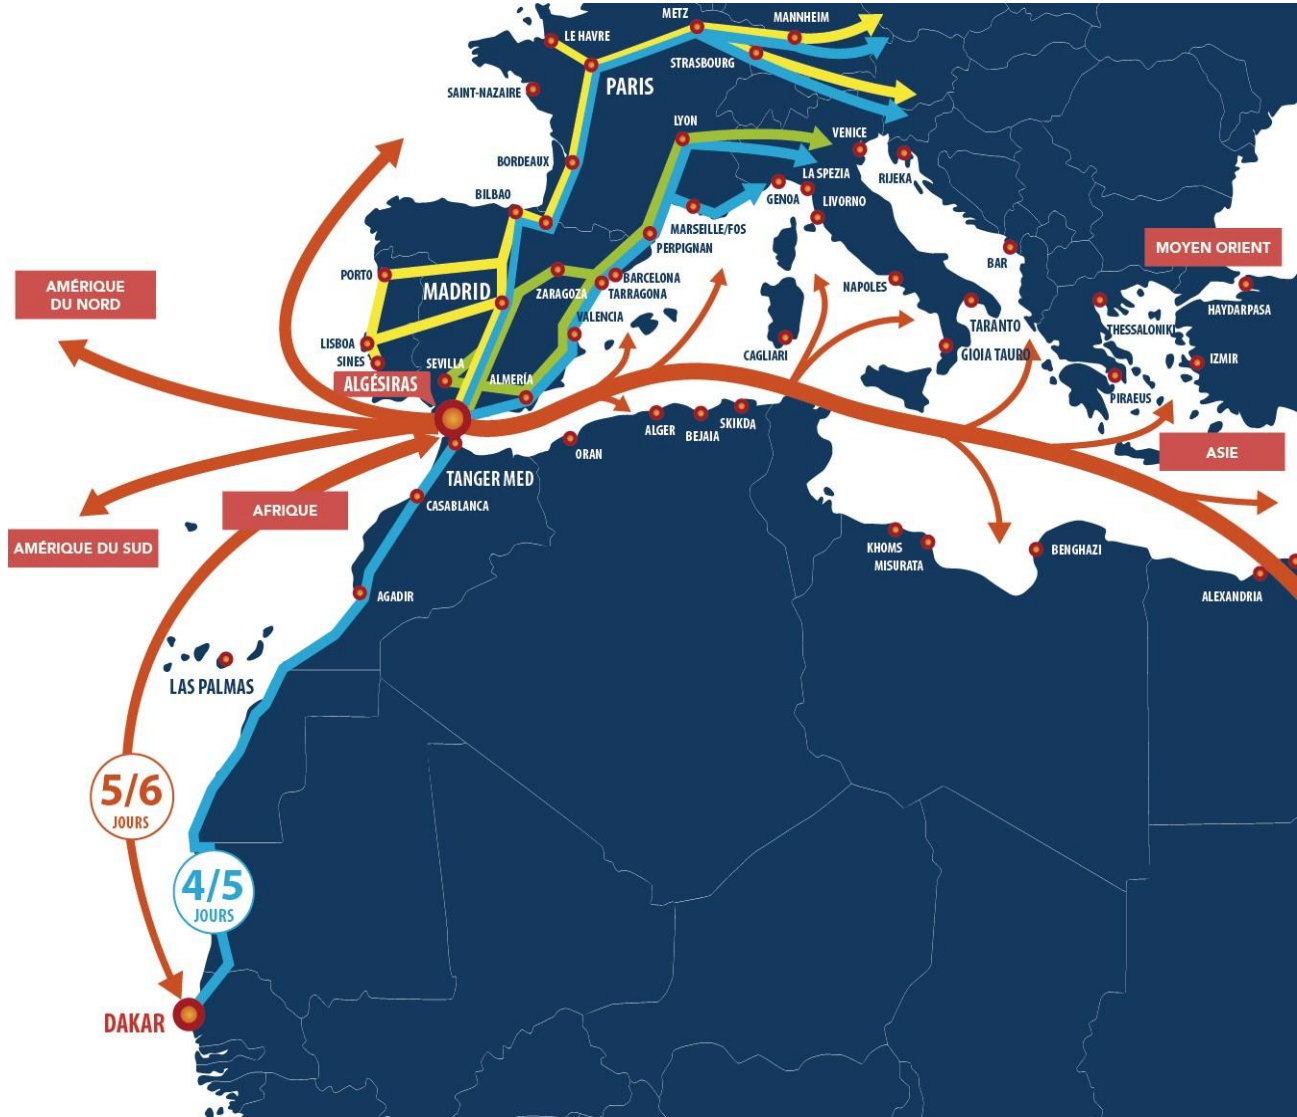 METZ
MANNHEIM
LE HAVRE
STRASBOURG
PARIS
SAINT-NAZAIRE
LYON
VENICE
BORDEAUX
LA SPEZIA
RIJEKA
BILBAO
GENOA
LIVORNO
MARSEILLE/FOS
PERPIGNAN
MOYEN ORIENT
BAR
PORTO
BARCELONA
AMÉRIQUE
DU NORD
MADRID
ZARAGOZA
TARRAGONA
NAPOLES
HAYDARPASA
VALENCIA
TARANTO
THESSALONIKI
LISBOA
SINES
CAGLIARI
GIOIA TAURO
IZMIR
SEVILLA
ALGÉSIRAS
ALMERÍA
PIRAEUS
ALGER
BEJAIA
SKIKDA
ORAN
ASIE
TANGER MED
CASABLANCA
AFRIQUE
AMÉRIQUE DU SUD
KHOMS
MISURATA
BENGHAZI
AGADIR
ALEXANDRIA
LAS PALMAS
5/6
JOURS
4/5
JOURS
DAKAR